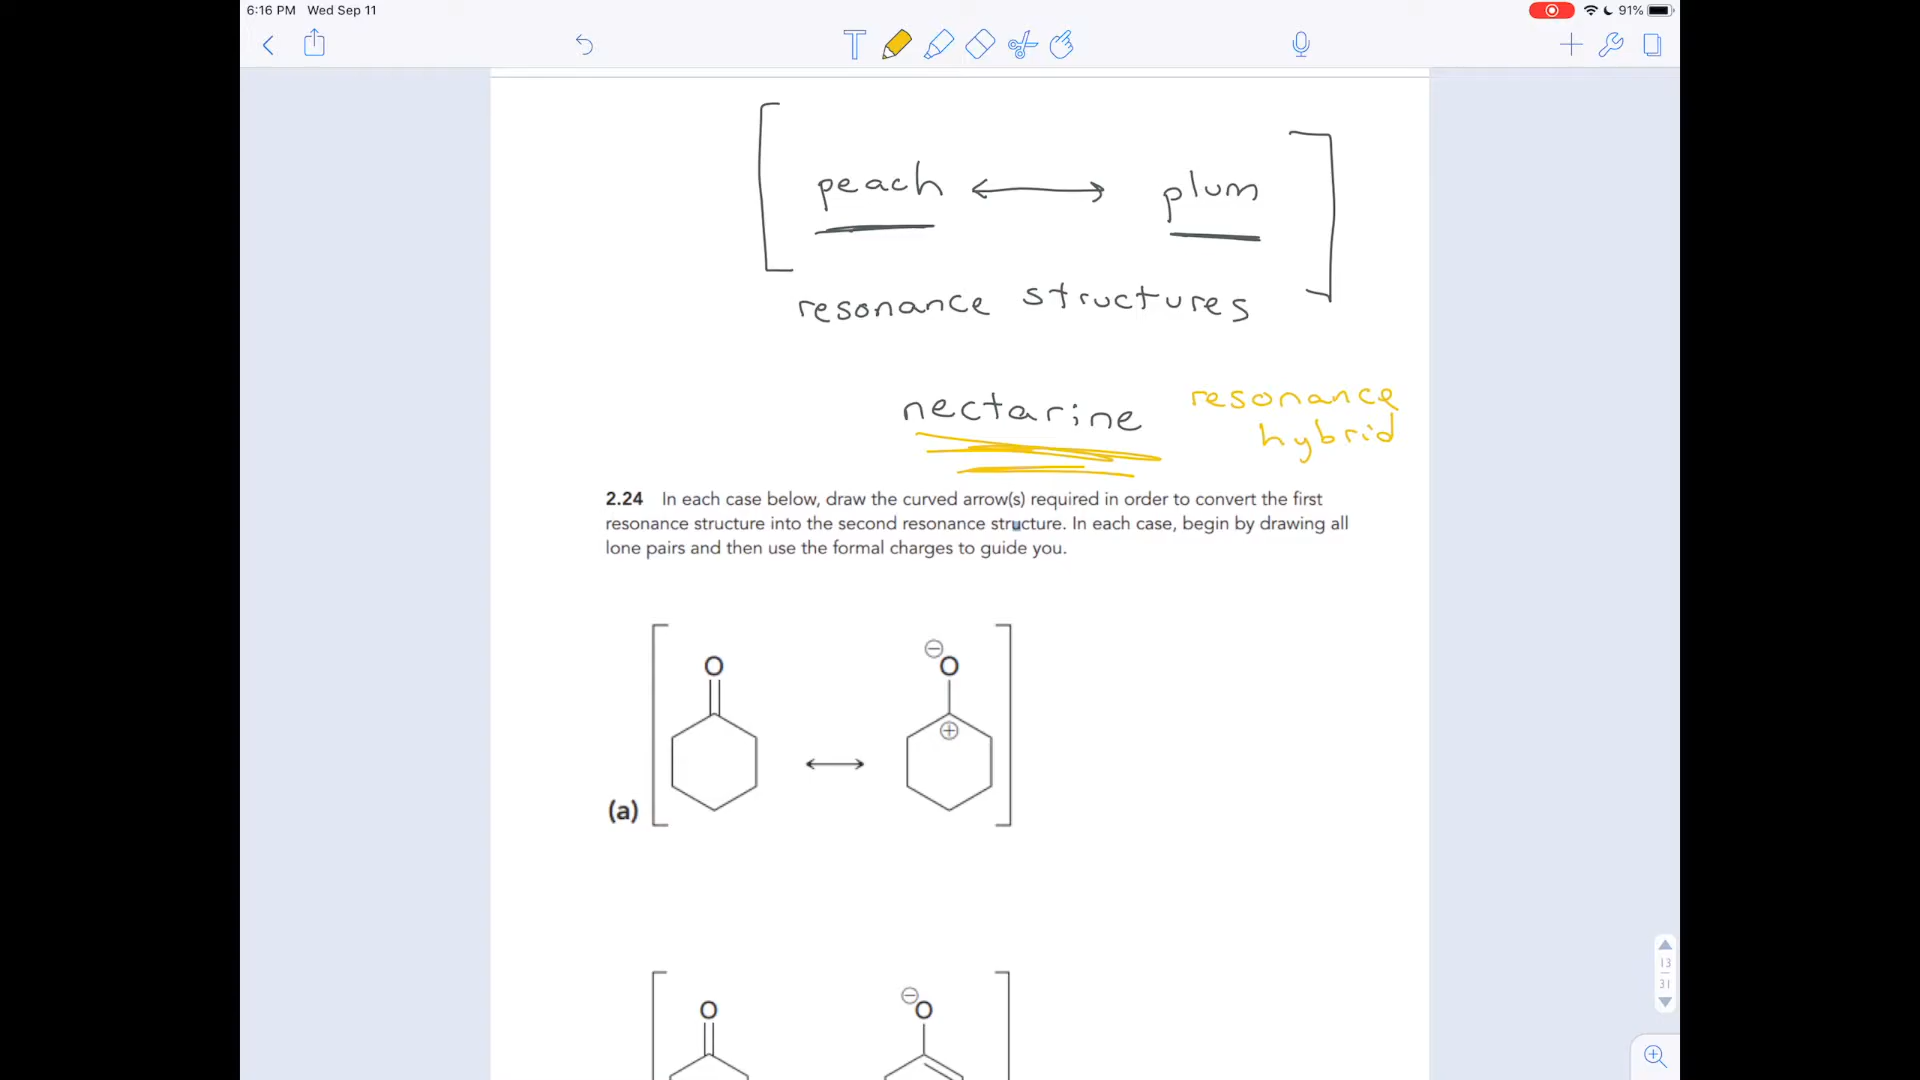 6:16 PM Wed Sep 11
91%
T
peach plum
resonance structures
nectarine
resonance
hybrid
2.24 In each case below, draw the curved arrow(s) required in order to convert the first
resonance structure into the second resonance structure. In each case, begin by drawing all
lone pairs and then use the formal charges to guide you.
⊖
O O
⊕
(a)
13
31
⊖
O O